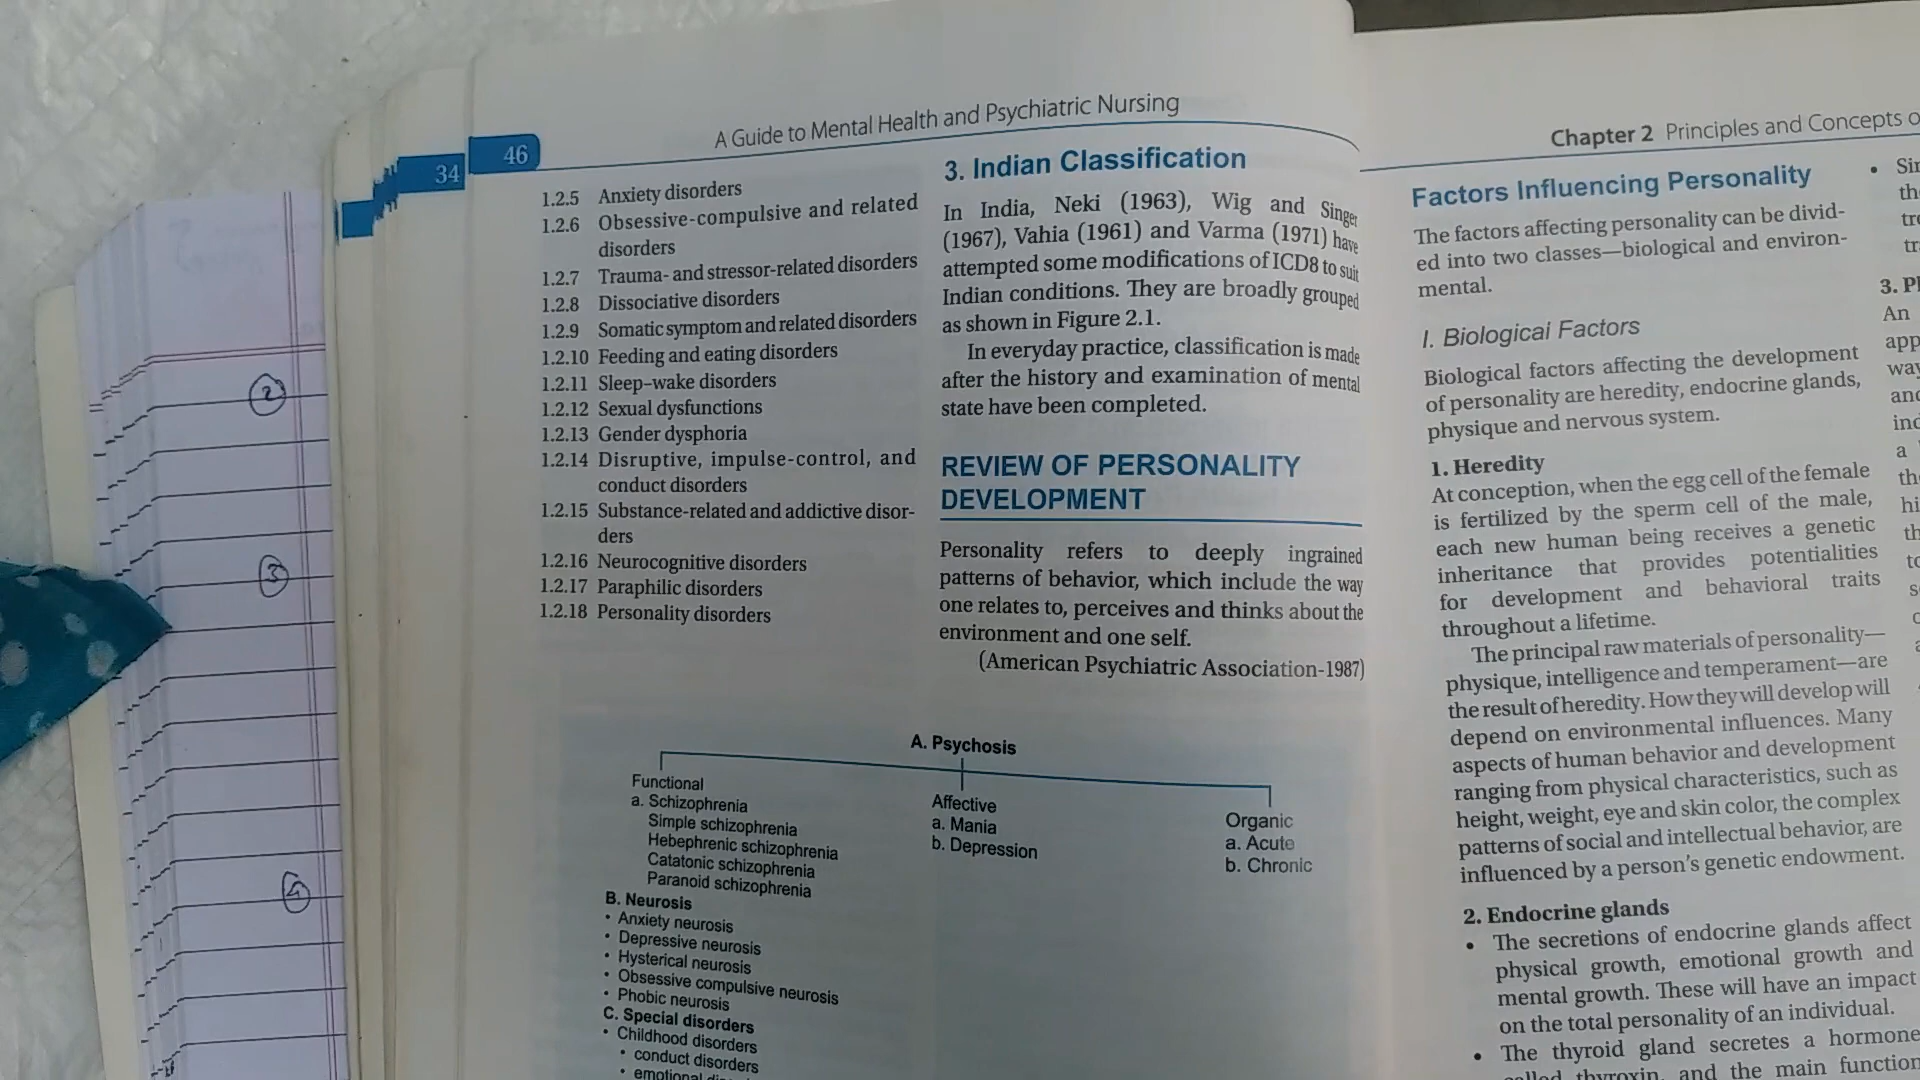 A Guide to Mental Health and Psychiatric Nursing
46
34
1.2.5 Anxiety disorders
1.2.6 Obsessive-compulsive and related
disorders
1.2.7 Trauma- and stressor-related disorders
1.2.8 Dissociative disorders
1.2.9 Somatic symptom and related disorders
1.2.10 Feeding and eating disorders
1.2.11 Sleep–wake disorders
1.2.12 Sexual dysfunctions
1.2.13 Gender dysphoria
1.2.14 Disruptive, impulse-control, and
conduct disorders
1.2.15 Substance-related and addictive disor-
ders
1.2.16 Neurocognitive disorders
1.2.17 Paraphilic disorders
1.2.18 Personality disorders
3. Indian Classification
In India, Neki (1963), Wig and Singer
(1967), Vahia (1961) and Varma (1971) have
attempted some modifications of ICD8 to suit
Indian conditions. They are broadly grouped
as shown in Figure 2.1.
In everyday practice, classification is made
after the history and examination of mental
state have been completed.
REVIEW OF PERSONALITY
DEVELOPMENT
Personality refers to deeply ingrained
patterns of behavior, which include the way
one relates to, perceives and thinks about the
environment and one self.
(American Psychiatric Association-1987)
A. Psychosis
Functional
a. Schizophrenia
Simple schizophrenia
Hebephrenic schizophrenia
Catatonic schizophrenia
Paranoid schizophrenia
Affective
a. Mania
b. Depression
Organic
a. Acute
b. Chronic
B. Neurosis
• Anxiety neurosis
• Depressive neurosis
• Hysterical neurosis
• Obsessive compulsive neurosis
• Phobic neurosis
C. Special disorders
• Childhood disorders
• conduct disorders
• emotional
Chapter 2 Principles and Concepts o
Factors Influencing Personality
The factors affecting personality can be divid-
ed into two classes—biological and environ-
mental.
I. Biological Factors
Biological factors affecting the development
of personality are heredity, endocrine glands,
physique and nervous system.
1. Heredity
At conception, when the egg cell of the female
is fertilized by the sperm cell of the male,
each new human being receives a genetic
inheritance that provides potentialities
for development and behavioral traits
throughout a lifetime.
The principal raw materials of personality—
physique, intelligence and temperament—are
the result of heredity. How they will develop will
depend on environmental influences. Many
aspects of human behavior and development
ranging from physical characteristics, such as
height, weight, eye and skin color, the complex
patterns of social and intellectual behavior, are
influenced by a person's genetic endowment.
2. Endocrine glands
• The secretions of endocrine glands affect
physical growth, emotional growth and
mental growth. These will have an impact
on the total personality of an individual.
• The thyroid gland secretes a hormone
called thyroxin, and the main function
3. Pl
An
app
way
and
inc
a
2
3
4